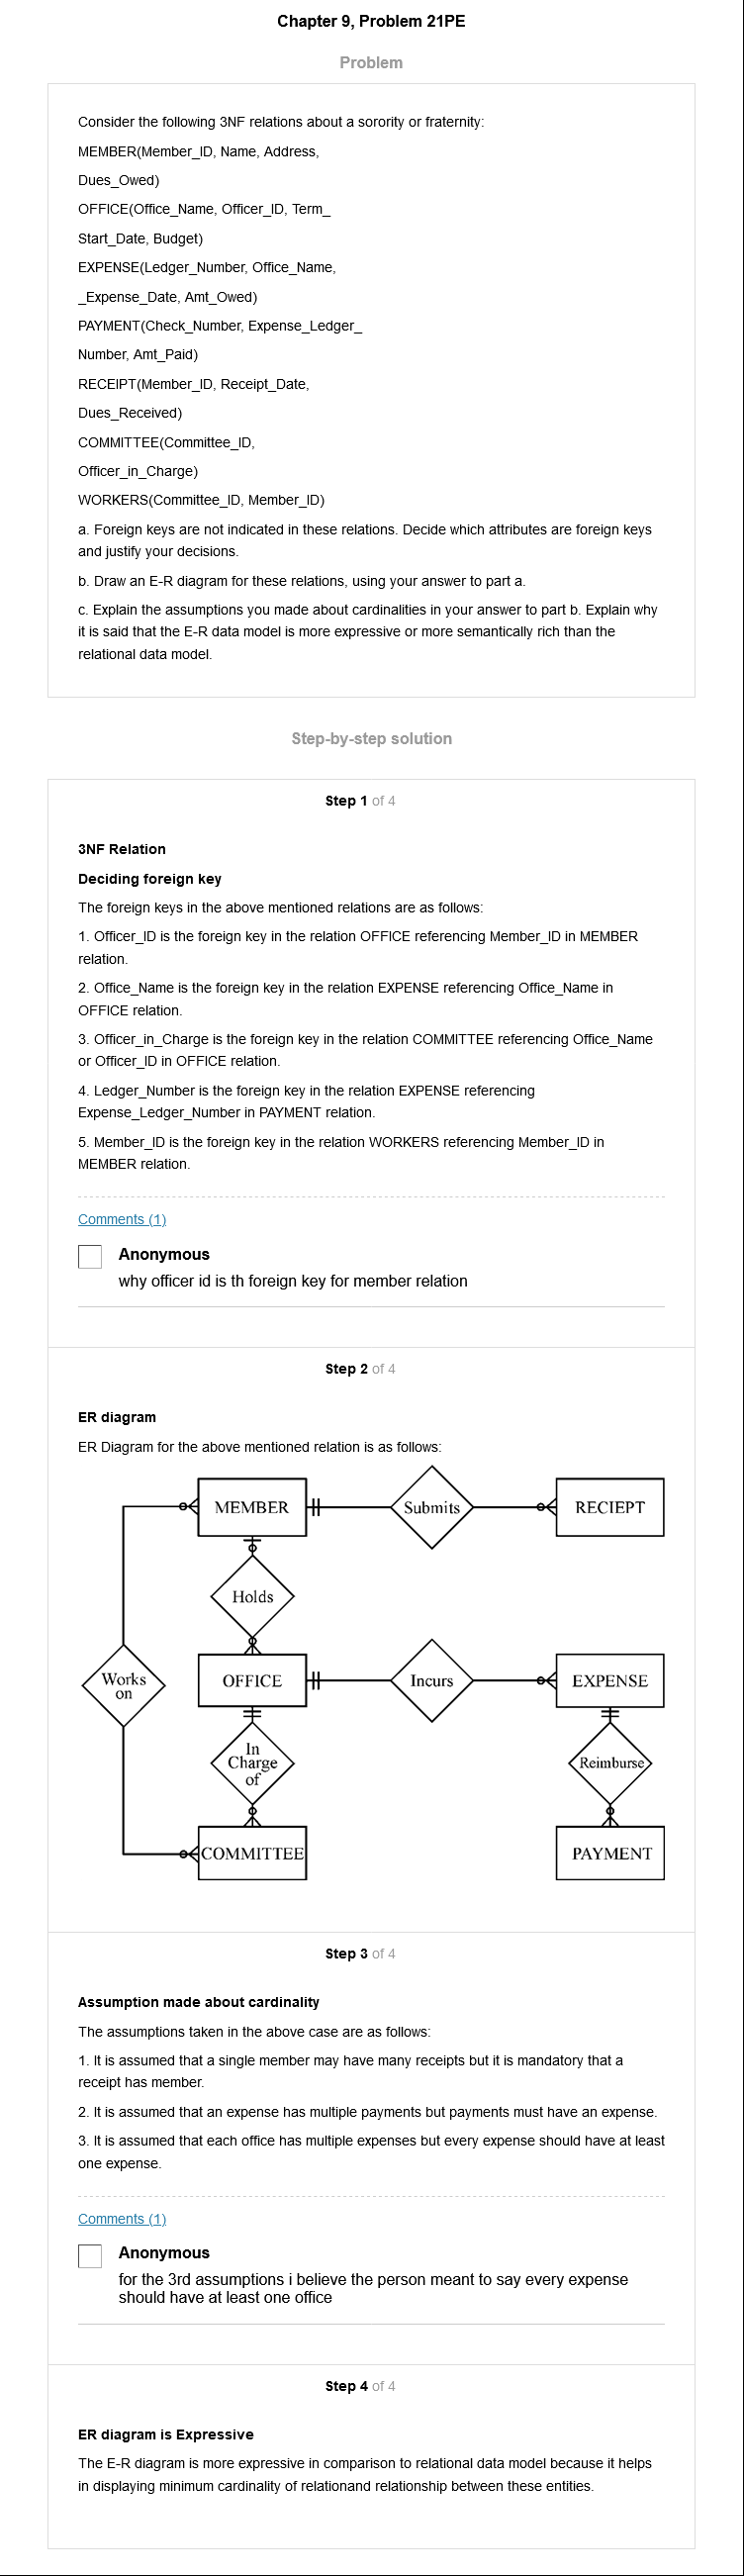 Chapter 9, Problem 21PE
Problem
Consider the following 3NF relations about a sorority or fraternity:
MEMBER(Member_ID, Name, Address,
Dues_Owed)
OFFICE(Office_Name, Officer_ID, Term_
Start_Date, Budget)
EXPENSE(Ledger_Number, Office_Name,
_Expense_Date, Amt_Owed)
PAYMENT(Check_Number, Expense_Ledger_
Number, Amt_Paid)
RECEIPT(Member_ID, Receipt_Date,
Dues_Received)
COMMITTEE(Committee_ID,
Officer_in_Charge)
WORKERS(Committee_ID, Member_ID)
a. Foreign keys are not indicated in these relations. Decide which attributes are foreign keys
and justify your decisions.
b. Draw an E-R diagram for these relations, using your answer to part a.
c. Explain the assumptions you made about cardinalities in your answer to part b. Explain why
it is said that the E-R data model is more expressive or more semantically rich than the
relational data model.
Step-by-step solution
Step 1 of 4
3NF Relation
Deciding foreign key
The foreign keys in the above mentioned relations are as follows:
1. Officer_ID is the foreign key in the relation OFFICE referencing Member_ID in MEMBER
relation.
2. Office_Name is the foreign key in the relation EXPENSE referencing Office_Name in
OFFICE relation.
3. Officer_in_Charge is the foreign key in the relation COMMITTEE referencing Office_Name
or Officer_ID in OFFICE relation.
4. Ledger_Number is the foreign key in the relation EXPENSE referencing
Expense_Ledger_Number in PAYMENT relation.
5. Member_ID is the foreign key in the relation WORKERS referencing Member_ID in
MEMBER relation.
Comments (1)
Anonymous
why officer id is th foreign key for member relation
Step 2 of 4
ER diagram
ER Diagram for the above mentioned relation is as follows:
MEMBER
Submits
RECIEPT
Holds
Works
on
OFFICE
Incurs
EXPENSE
In
Charge
of
Reimburse
COMMITTEE
PAYMENT
Step 3 of 4
Assumption made about cardinality
The assumptions taken in the above case are as follows:
1. It is assumed that a single member may have many receipts but it is mandatory that a
receipt has member.
2. It is assumed that an expense has multiple payments but payments must have an expense.
3. It is assumed that each office has multiple expenses but every expense should have at least
one expense.
Comments (1)
Anonymous
for the 3rd assumptions i believe the person meant to say every expense
should have at least one office
Step 4 of 4
ER diagram is Expressive
The E-R diagram is more expressive in comparison to relational data model because it helps
in displaying minimum cardinality of relationand relationship between these entities.